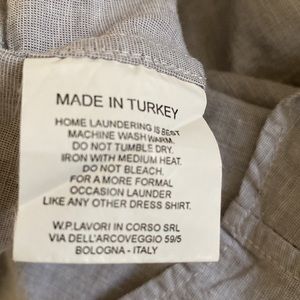 MADE IN TURKEY
HOME LAUNDERING IS BEST
MACHINE WASH WARM.
DO NOT TUMBLE DRY.
IRON WITH MEDIUM HEAT.
DO NOT BLEACH.
FOR A MORE FORMAL
OCCASION LAUNDER
LIKE ANY OTHER DRESS SHIRT.
W.P.LAVORI IN CORSO SRL
VIA DELL'ARCOVEGGIO 59/5
BOLOGNA - ITALY